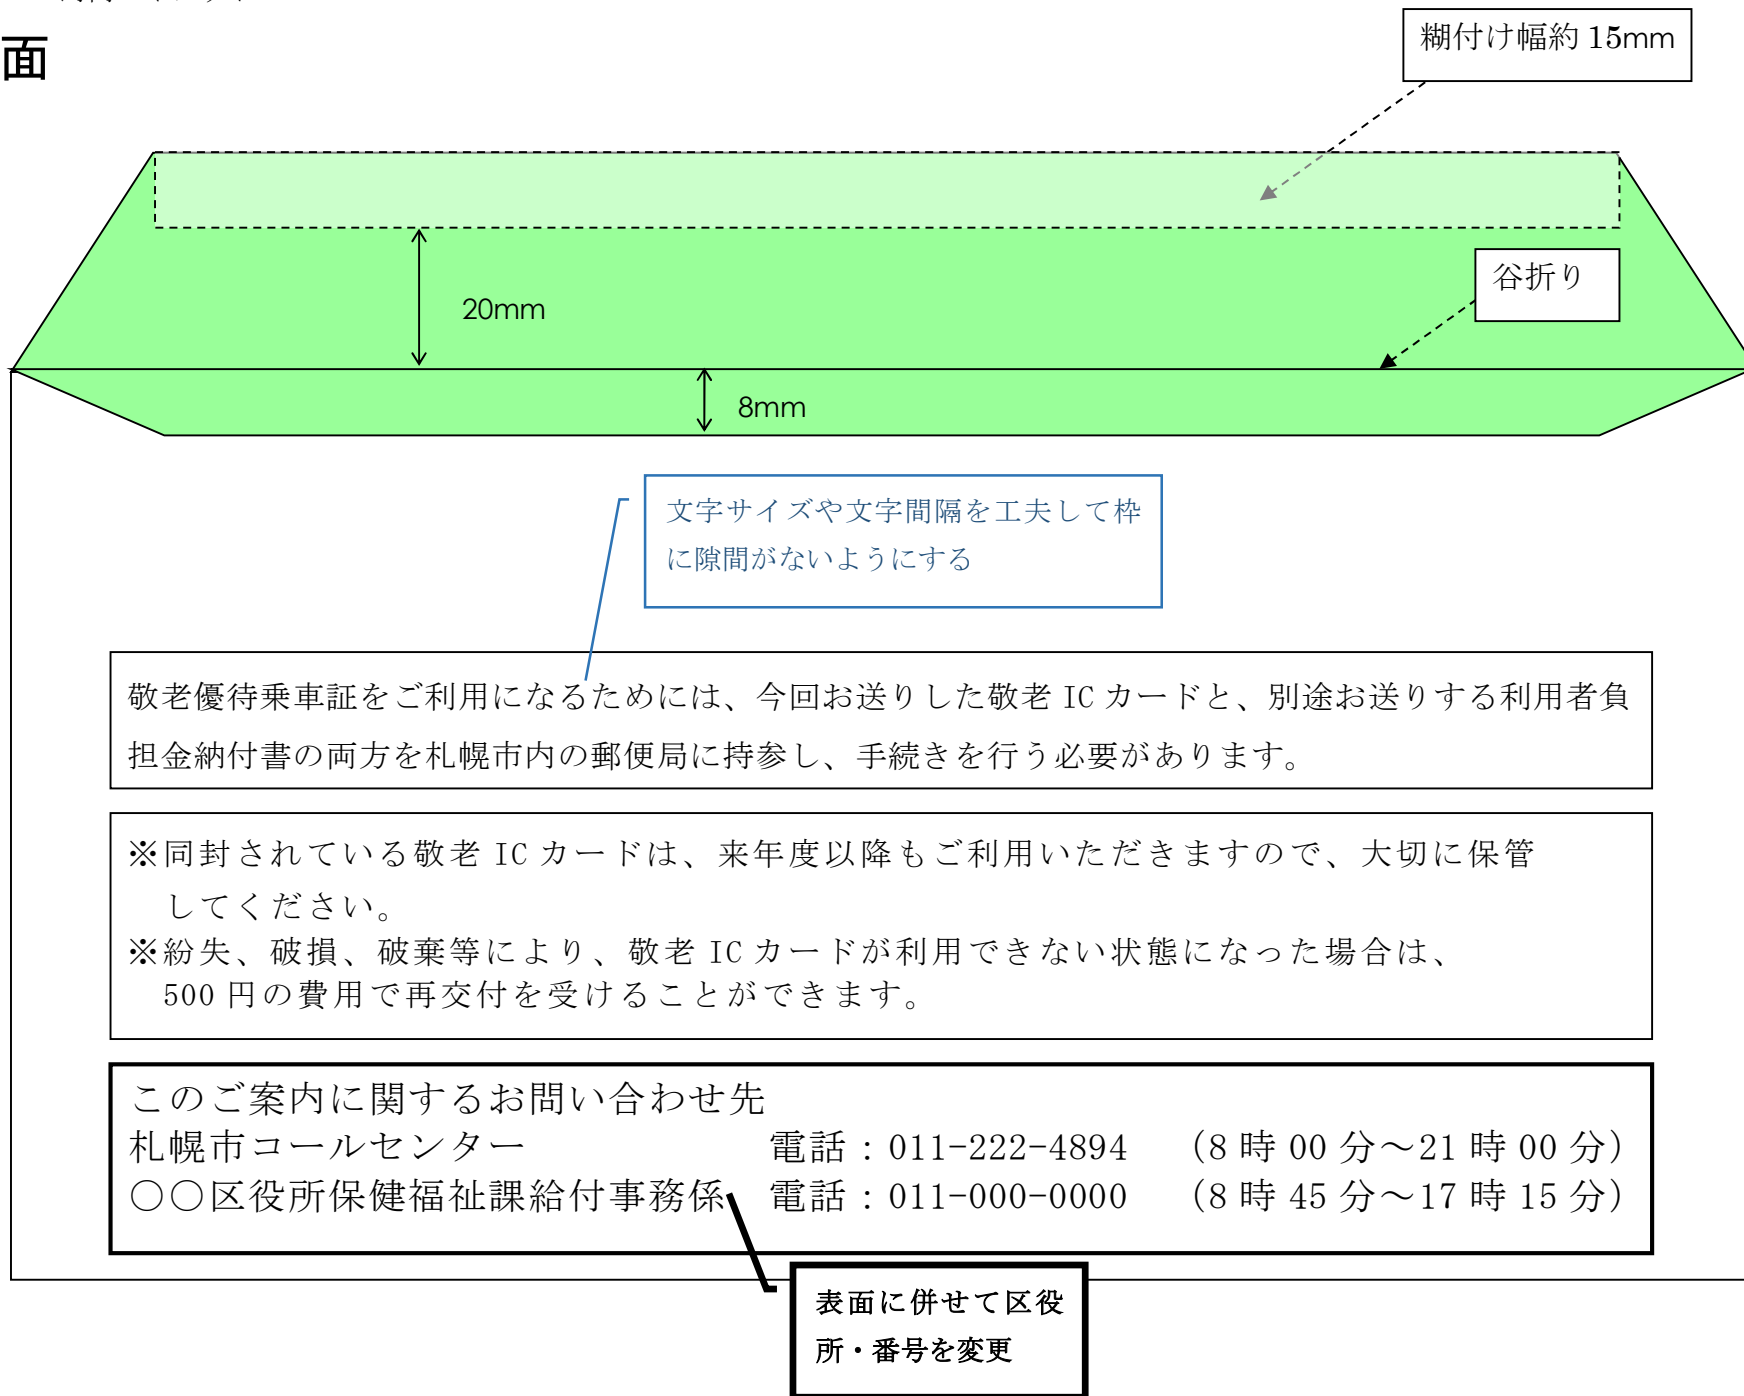 面
糊付け幅約 15mm
谷折り
20mm
8mm
文字サイズや文字間隔を工夫して枠
に隙間がないようにする
敬老優待乗車証をご利用になるためには、今回お送りした敬老 IC カードと、別途お送りする利用者負
担金納付書の両方を札幌市内の郵便局に持参し、手続きを行う必要があります。
※同封されている敬老 IC カードは、来年度以降もご利用いただきますので、大切に保管
してください。
※紛失、破損、破棄等により、敬老 IC カードが利用できない状態になった場合は、
500 円の費用で再交付を受けることができます。
このご案内に関するお問い合わせ先
札幌市コールセンター 電話：011-222-4894 （8 時 00 分～21 時 00 分）
〇〇区役所保健福祉課給付事務係 電話：011-000-0000 （8 時 45 分～17 時 15 分）
表面に併せて区役
所・番号を変更